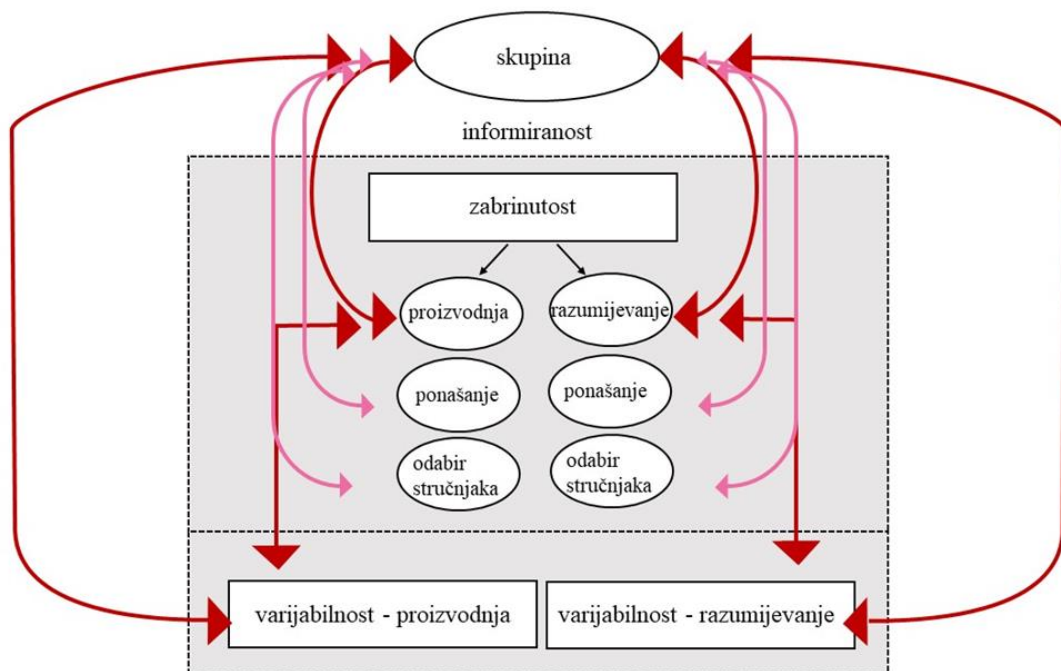 skupina
informiranost
zabrinutost
proizvodnja
razumijevanje
ponašanje
ponašanje
odabir
stručnjaka
odabir
stručnjaka
varijabilnost - proizvodnja
varijabilnost - razumijevanje